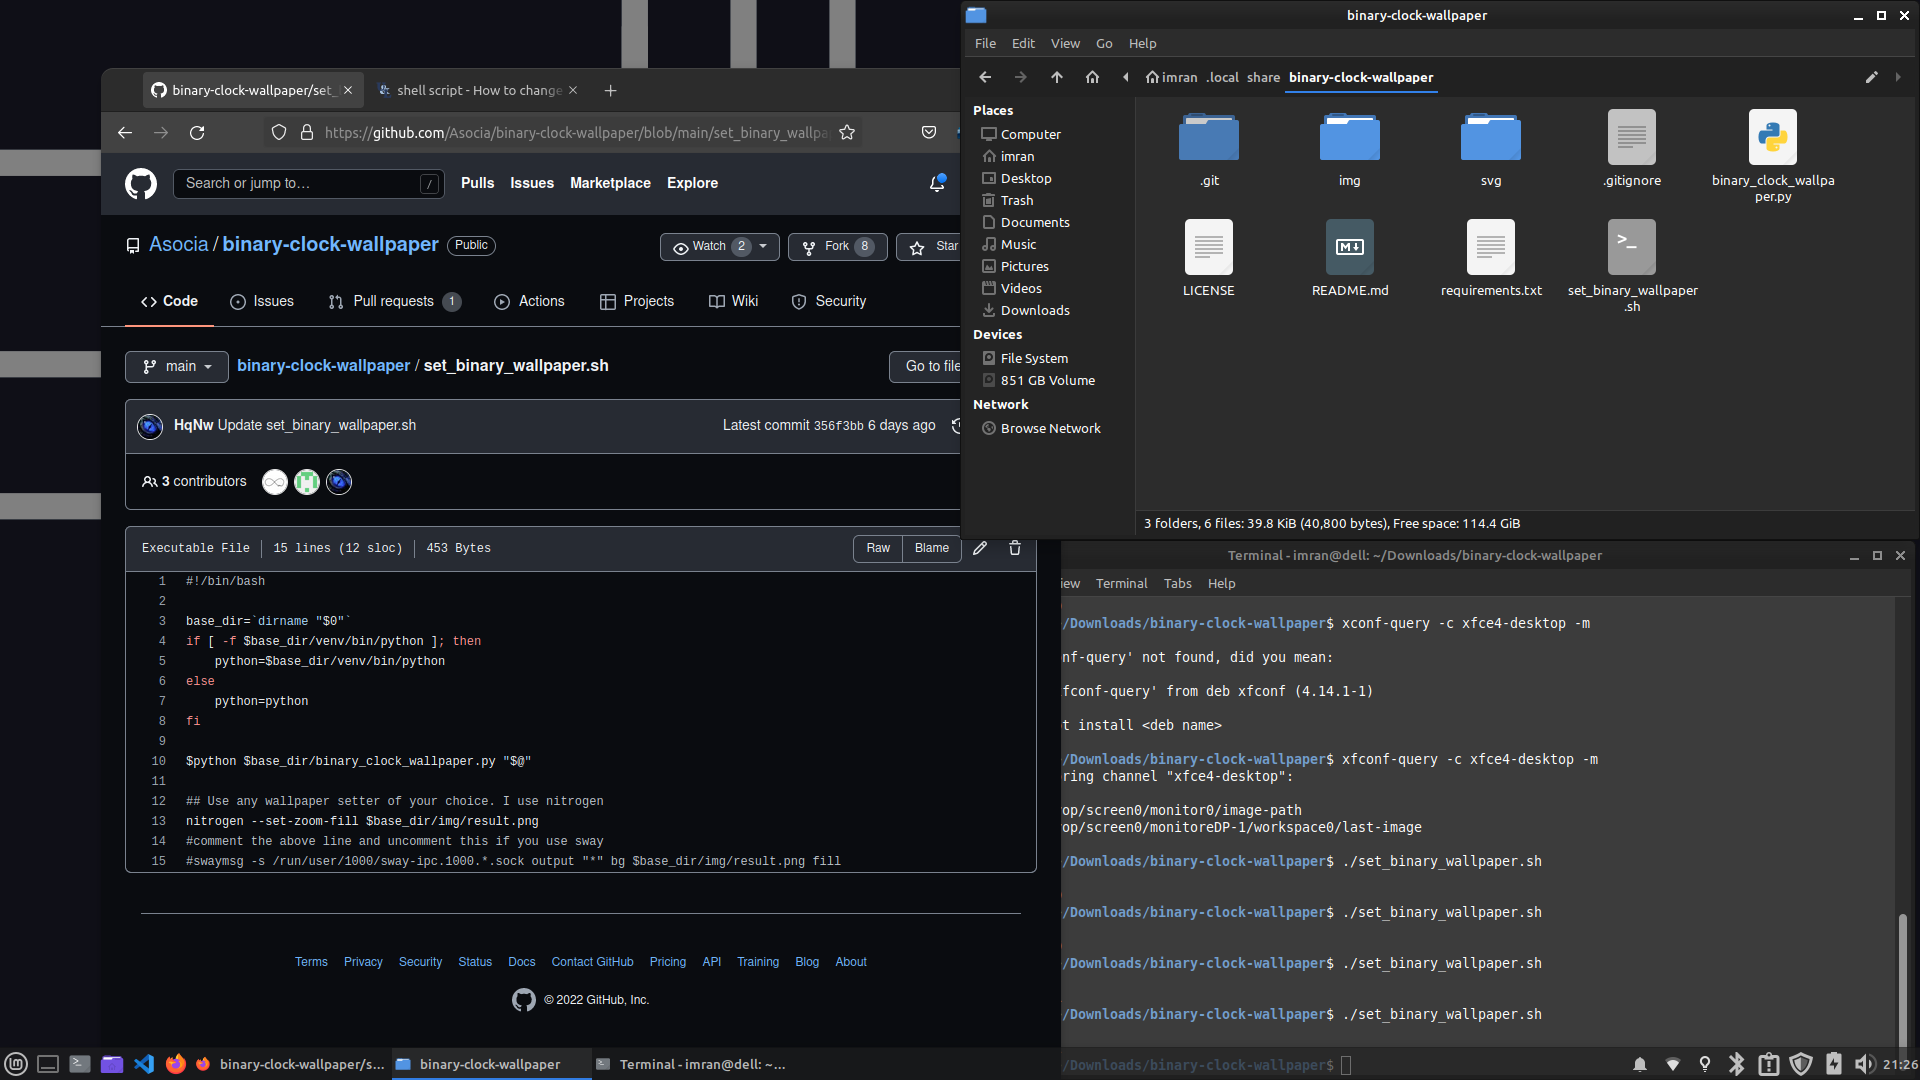 binary-clock-wallpaper/set_
shell script - How to change
https://github.com/Asocia/binary-clock-wallpaper/blob/main/set_binary_wallpa
Search or jump to… /
Pulls Issues Marketplace Explore
Asocia / binary-clock-wallpaper Public
Watch 2
Fork 8
Star
Code Issues Pull requests 1 Actions Projects Wiki Security
main
binary-clock-wallpaper / set_binary_wallpaper.sh
Go to file
HqNw Update set_binary_wallpaper.sh
Latest commit 356f3bb 6 days ago
3 contributors
Executable File 15 lines (12 sloc) 453 Bytes
Raw Blame
1 #!/bin/bash
2
3 base_dir=`dirname "$0"`
4 if [ -f $base_dir/venv/bin/python ]; then
5 python=$base_dir/venv/bin/python
6 else
7 python=python
8 fi
9
10 $python $base_dir/binary_clock_wallpaper.py "$@"
11
12 ## Use any wallpaper setter of your choice. I use nitrogen
13 nitrogen --set-zoom-fill $base_dir/img/result.png
14 #comment the above line and uncomment this if you use sway
15 #swaymsg -s /run/user/1000/sway-ipc.1000.*.sock output "*" bg $base_dir/img/result.png fill
Terms Privacy Security Status Docs Contact GitHub Pricing API Training Blog About
© 2022 GitHub, Inc.
binary-clock-wallpaper
File Edit View Go Help
imran .local share binary-clock-wallpaper
Places
Computer
imran
Desktop
Trash
Documents
Music
Pictures
Videos
Downloads
Devices
File System
851 GB Volume
Network
Browse Network
.git
img
svg
.gitignore
binary_clock_wallpa
per.py
LICENSE
README.md
requirements.txt
set_binary_wallpaper
.sh
3 folders, 6 files: 39.8 KiB (40,800 bytes), Free space: 114.4 GiB
Terminal - imran@dell: ~/Downloads/binary-clock-wallpaper
iew Terminal Tabs Help
/Downloads/binary-clock-wallpaper$ xconf-query -c xfce4-desktop -m
nf-query' not found, did you mean:
fconf-query' from deb xfconf (4.14.1-1)
t install <deb name>
/Downloads/binary-clock-wallpaper$ xfconf-query -c xfce4-desktop -m
ring channel "xfce4-desktop":
op/screen0/monitor0/image-path
op/screen0/monitoreDP-1/workspace0/last-image
/Downloads/binary-clock-wallpaper$ ./set_binary_wallpaper.sh
/Downloads/binary-clock-wallpaper$ ./set_binary_wallpaper.sh
/Downloads/binary-clock-wallpaper$ ./set_binary_wallpaper.sh
/Downloads/binary-clock-wallpaper$ ./set_binary_wallpaper.sh
/Downloads/binary-clock-wallpaper$
binary-clock-wallpaper/s...
binary-clock-wallpaper
Terminal - imran@dell: ~...
21:26